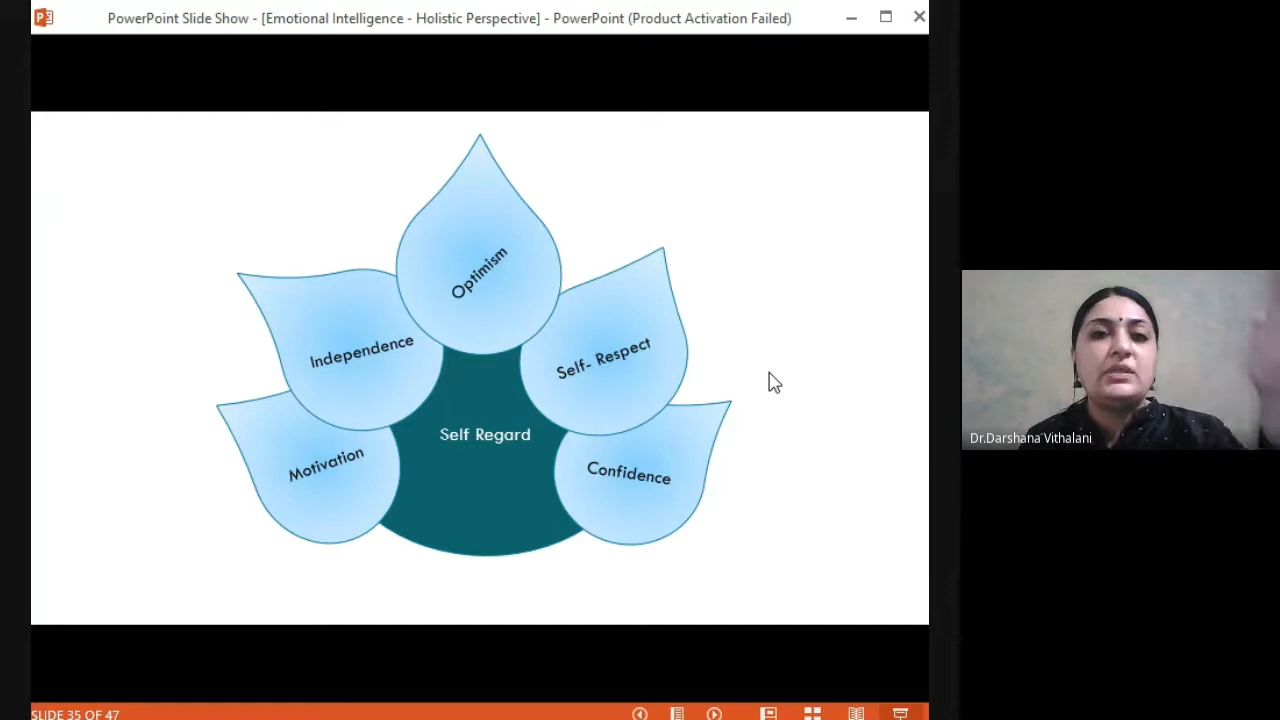 PowerPoint Slide Show - [Emotional Intelligence - Holistic Perspective] - PowerPoint (Product Activation Failed)
Optimism
Independence
Self- Respect
Self Regard
Motivation
Confidence
Dr.Darshana Vithalani
SLIDE 35 OF 47